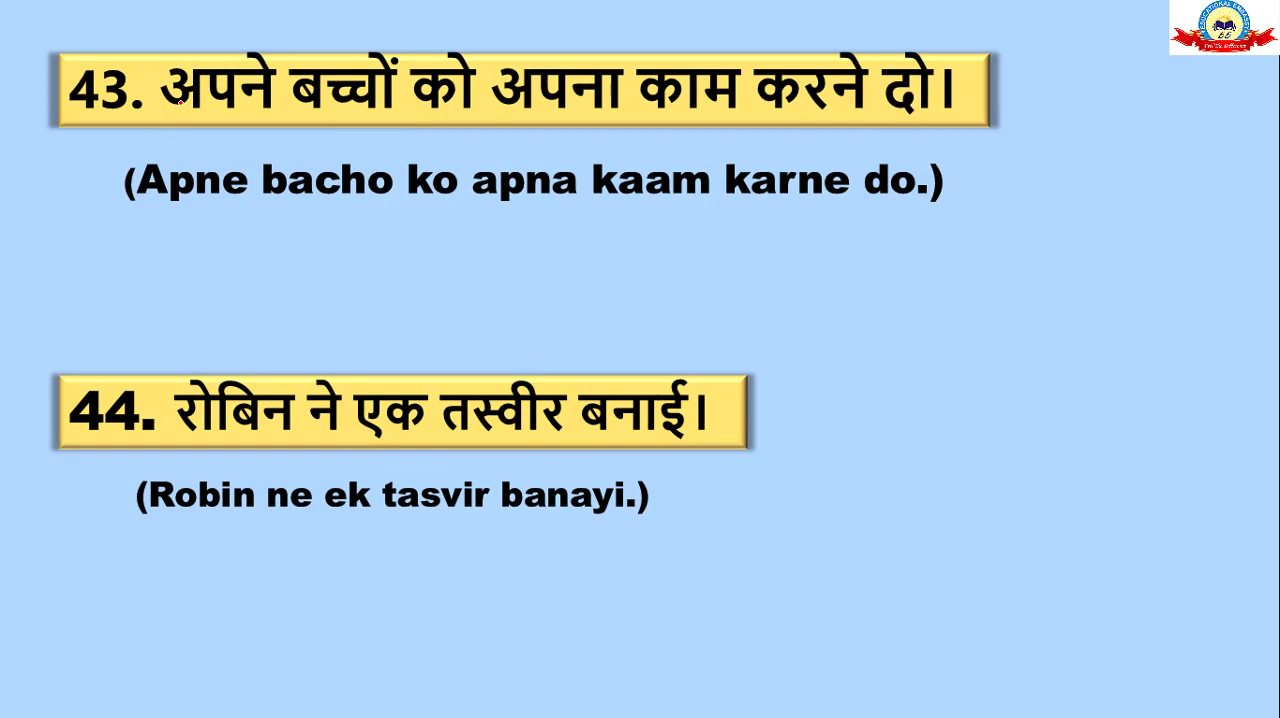 43. अपने बच्चों को अपना काम करने दो।
(Apne bacho ko apna kaam karne do.)
44. रोबिन ने एक तस्वीर बनाई।
(Robin ne ek tasvir banayi.)